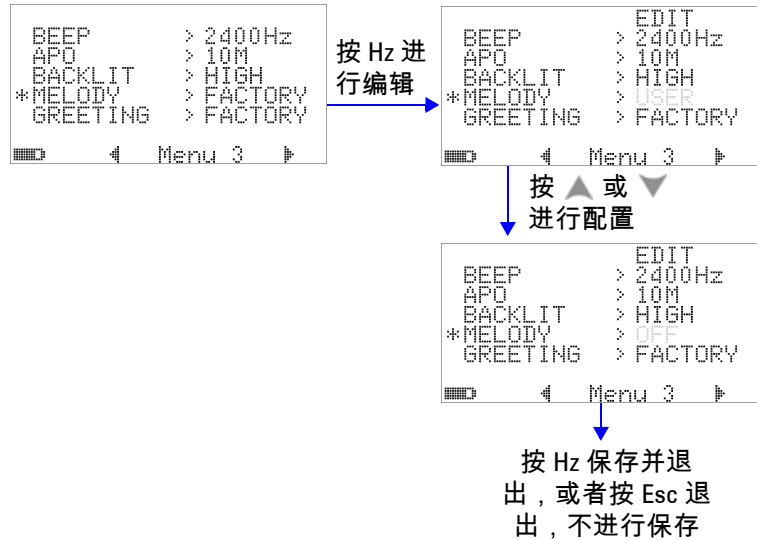 BEEP > 2400Hz
APO > 10M
BACKLIT > HIGH
*MELODY > FACTORY
GREETING > FACTORY
Menu 3
按 Hz 进
行编辑
EDIT
BEEP > 2400Hz
APO > 10M
BACKLIT > HIGH
*MELODY > USER
GREETING > FACTORY
Menu 3
按 ▲ 或 ▼
进行配置
EDIT
BEEP > 2400Hz
APO > 10M
BACKLIT > HIGH
*MELODY > OFF
GREETING > FACTORY
Menu 3
按 Hz 保存并退
出，或者按 Esc 退
出，不进行保存